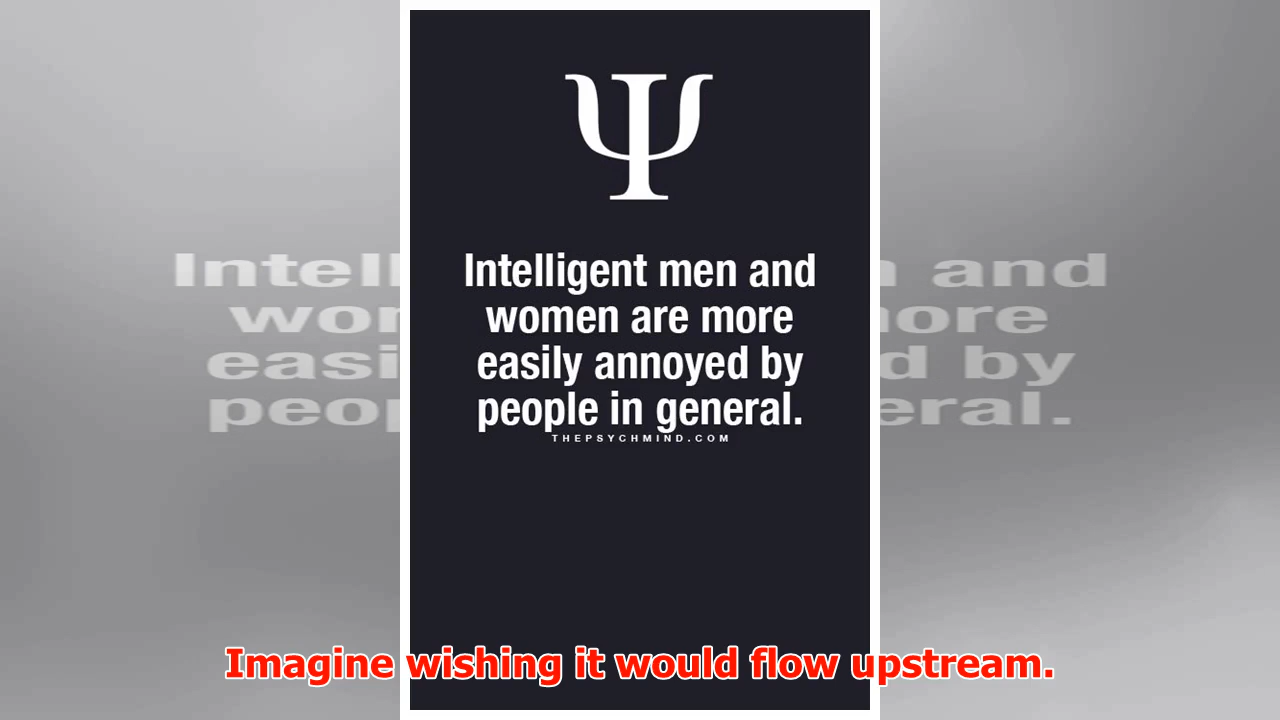 Ψ
Intelligent men and
women are more
easily annoyed by
people in general.
THEPSYCHMIND.COM
Imagine wishing it would flow upstream.